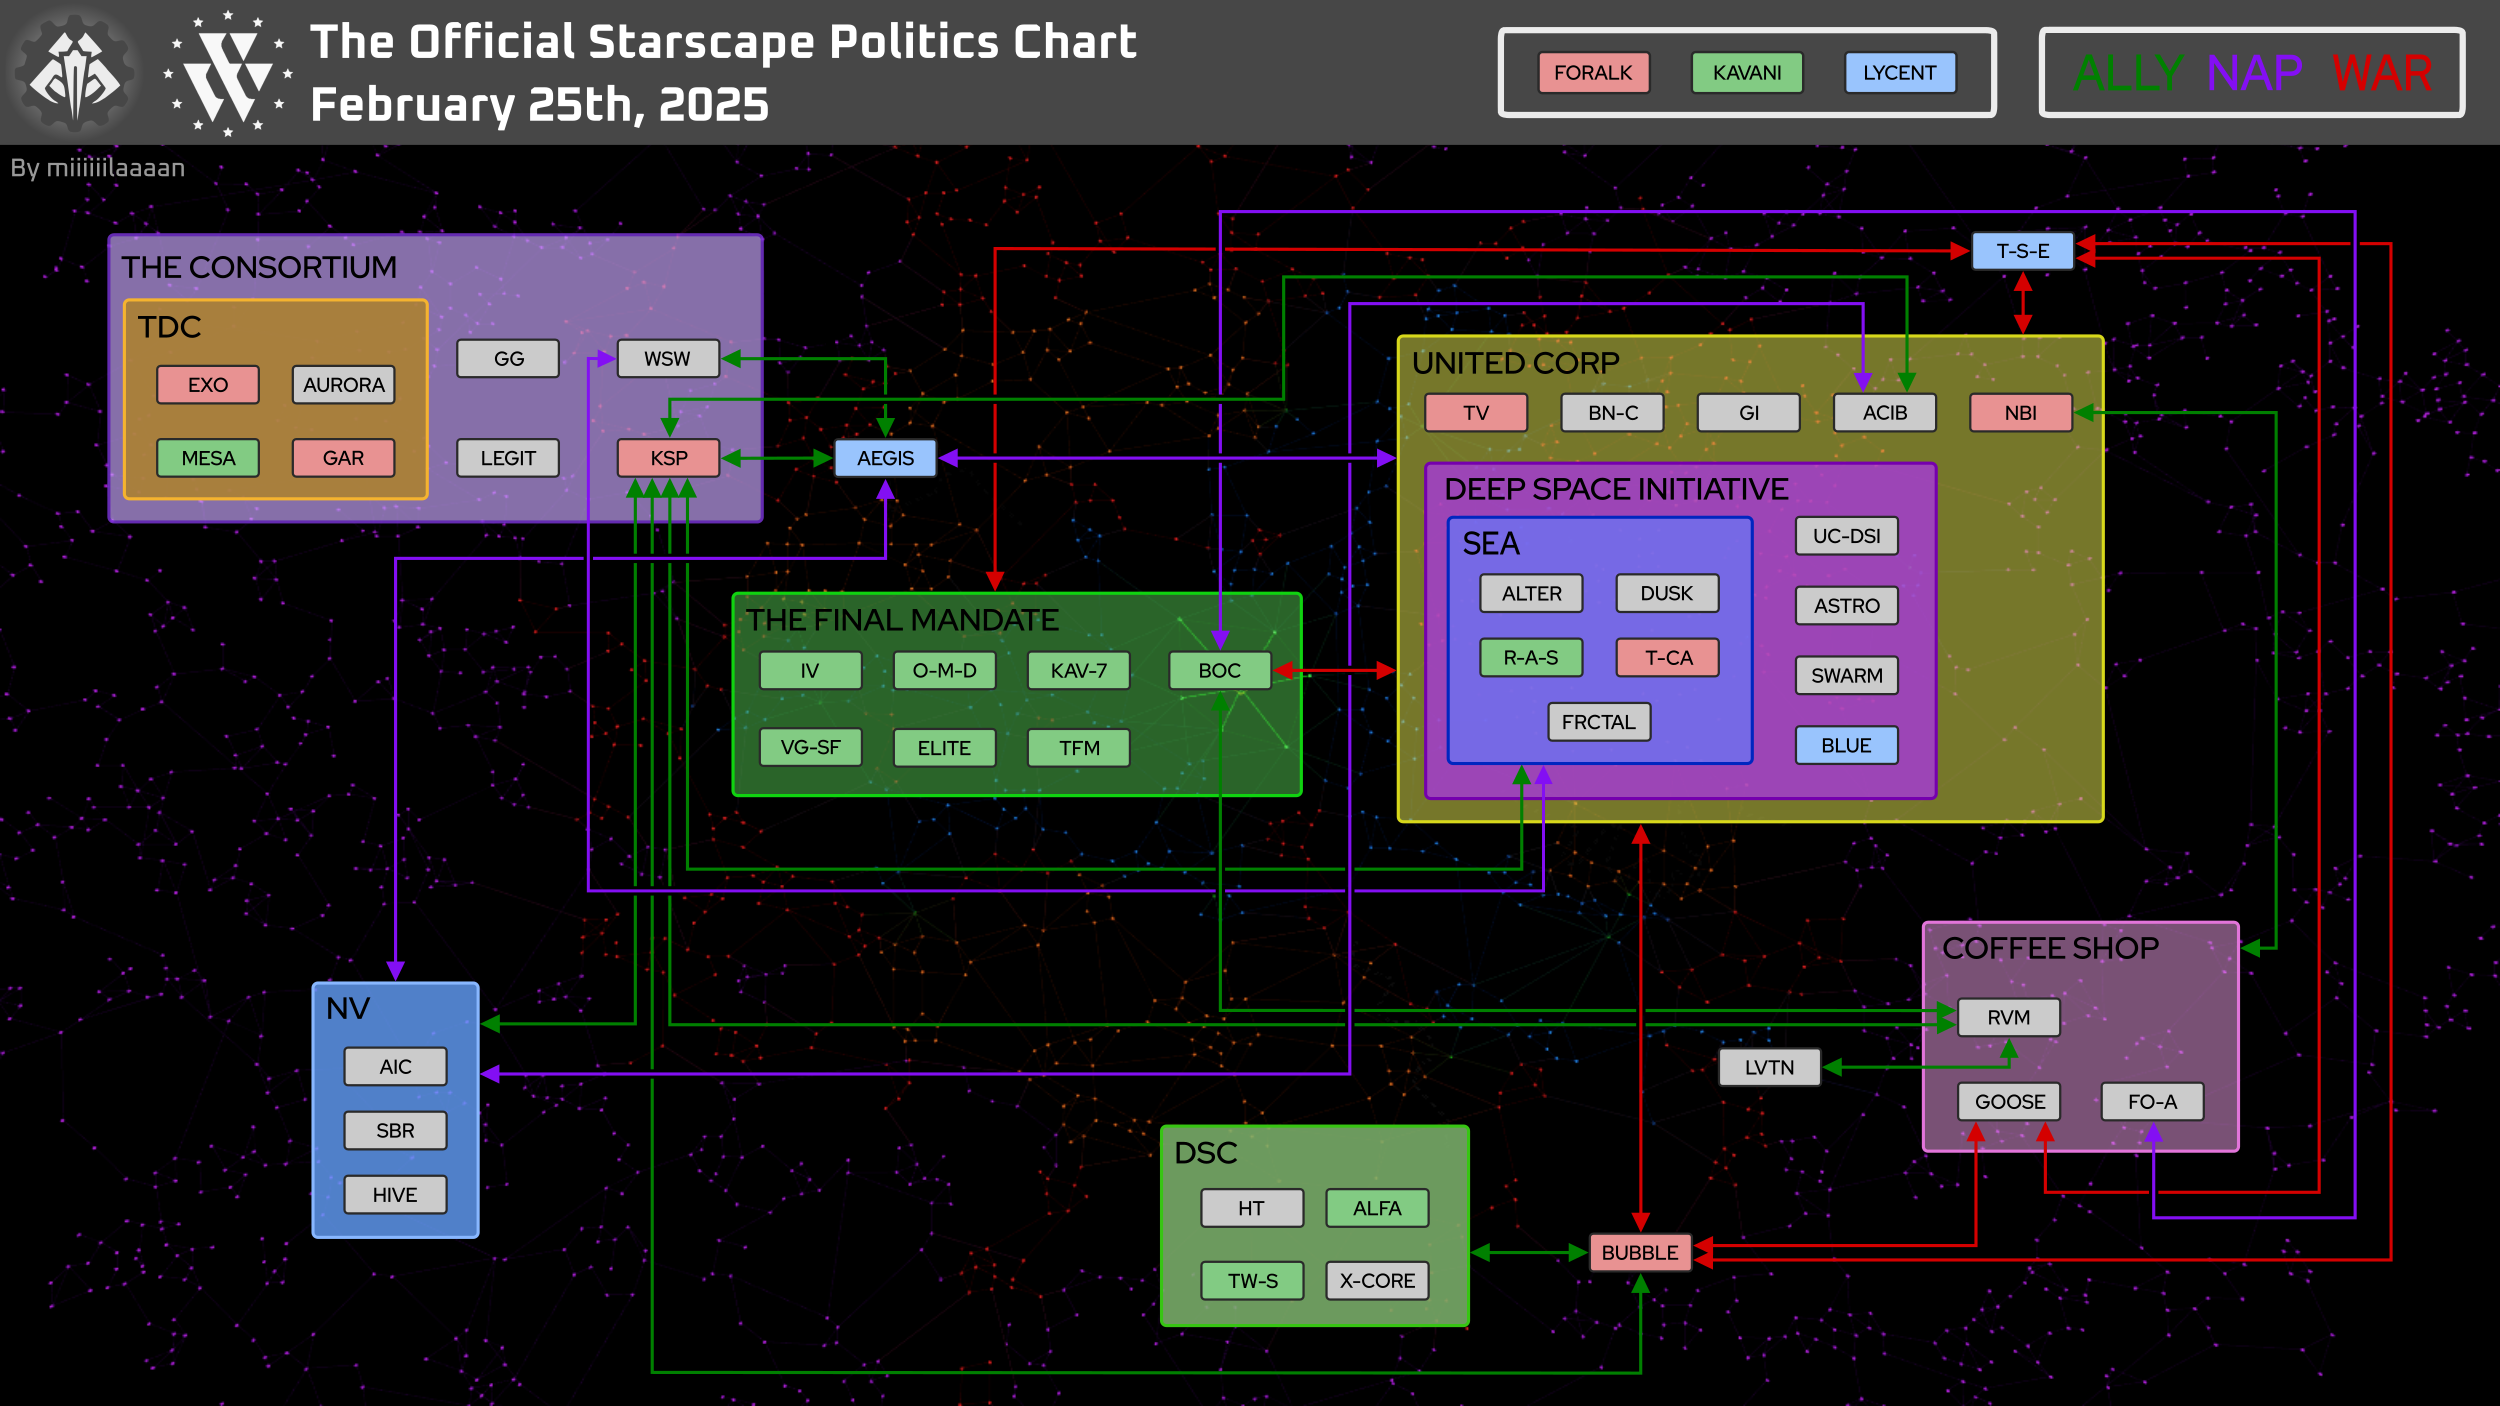 The Official Starscape Politics Chart
February 25th, 2025
FORALK KAVANI LYCENT
ALLY NAP WAR
By miiiiiilaaaan
T-S-E
THE CONSORTIUM
TDC
EXO AURORA
MESA GAR
GG WSW
LEGIT KSP
AEGIS
UNITED CORP
TV BN-C GI ACIB NBI
DEEP SPACE INITIATIVE
SEA
ALTER DUSK
R-A-S T-CA
FRCTAL
UC-DSI
ASTRO
SWARM
BLUE
THE FINAL MANDATE
IV O-M-D KAV-7 BOC
VG-SF ELITE TFM
NV
AIC
SBR
HIVE
COFFEE SHOP
RVM
GOOSE FO-A
LVTN
DSC
HT ALFA
TW-S X-CORE
BUBBLE